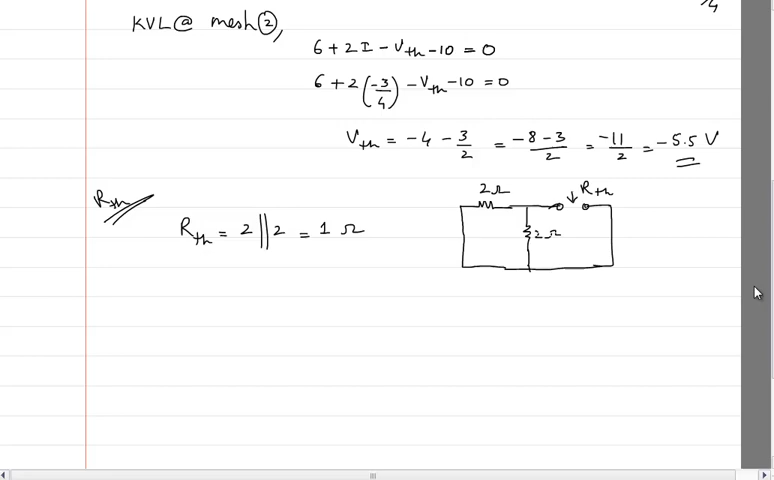 /4
KVL @ mesh ②,
6 + 2I - Vth - 10 = 0
6 + 2(-3/4) - Vth - 10 = 0
Vth = -4 - 3/2 = -8-3/2 = -11/2 = -5.5 V
Rth
2Ω ↓ Rth
Rth = 2 || 2 = 1 Ω
2Ω